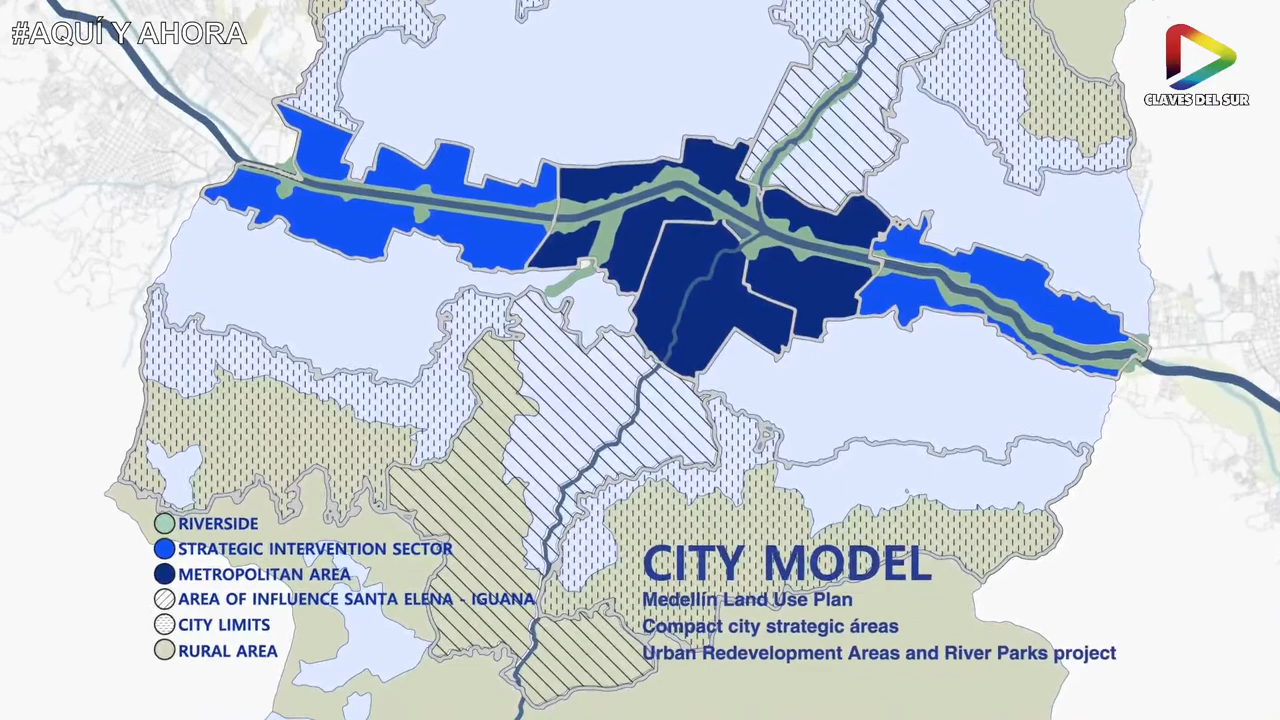 #AQUÍ Y AHORA
CLAVES DEL SUR
RIVERSIDE
STRATEGIC INTERVENTION SECTOR
METROPOLITAN AREA
AREA OF INFLUENCE SANTA ELENA - IGUANA
CITY LIMITS
RURAL AREA
CITY MODEL
Medellín Land Use Plan
Compact city strategic áreas
Urban Redevelopment Areas and River Parks project